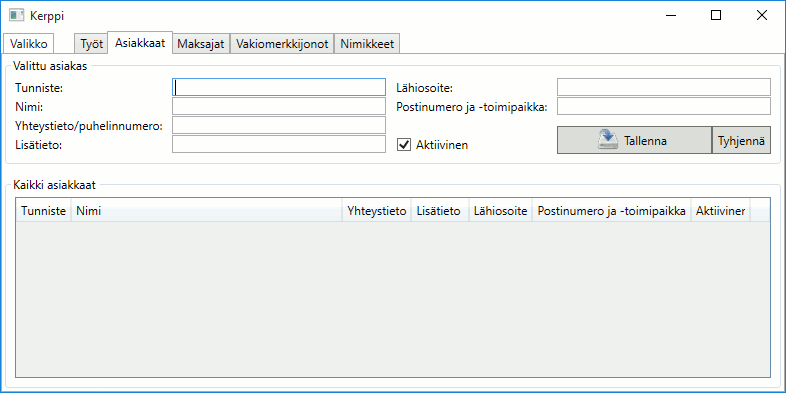 Kerppi
Valikko Työt Asiakkaat Maksajat Vakiomerkkijonot Nimikkeet
Valittu asiakas
Tunniste: Lähiosoite:
Nimi: Postinumero ja -toimipaikka:
Yhteystieto/puhelinnumero:
Lisätieto: Aktiivinen Tallenna Tyhjennä
Kaikki asiakkaat
Tunniste Nimi Yhteystieto Lisätieto Lähiosoite Postinumero ja -toimipaikka Aktiiviner